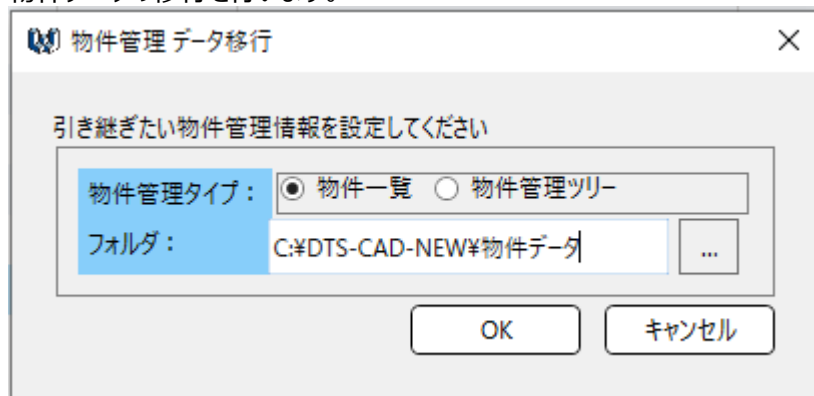 物件データの移行を行います。
物件管理 データ移行
引き継ぎたい物件管理情報を設定してください
物件管理タイプ： 物件一覧 物件管理ツリー
フォルダ： C:¥DTS-CAD-NEW¥物件データ ...
OK キャンセル